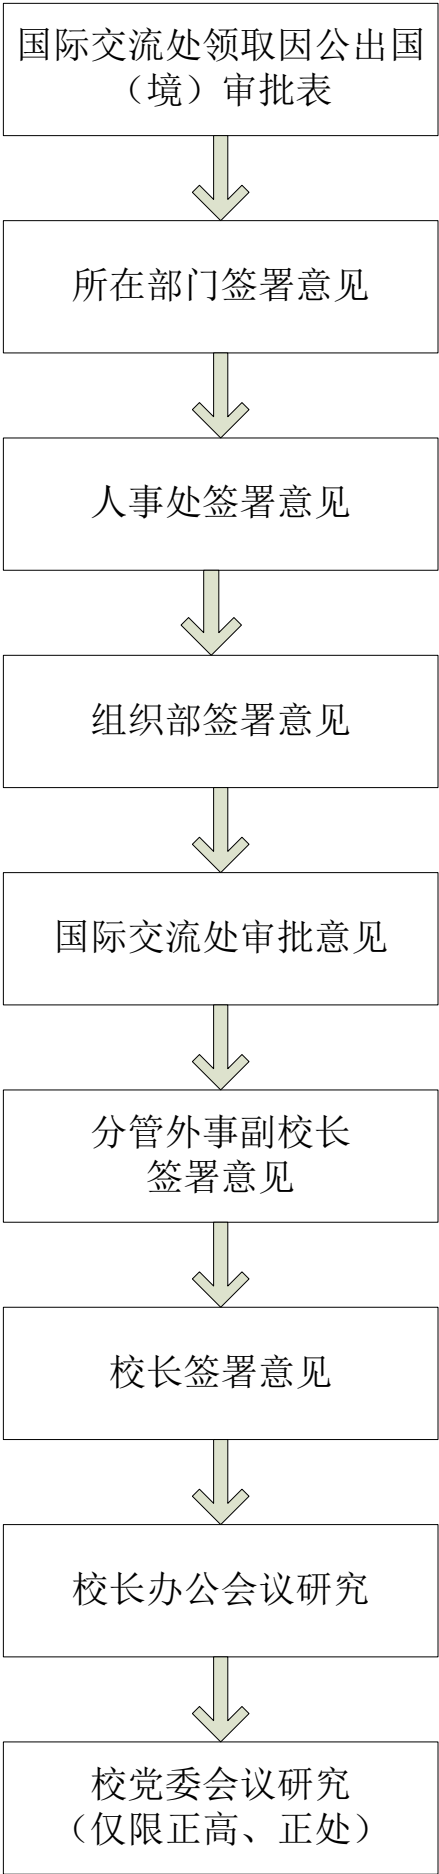 国际交流处领取因公出国
（境）审批表
所在部门签署意见
人事处签署意见
组织部签署意见
国际交流处审批意见
分管外事副校长
签署意见
校长签署意见
校长办公会议研究
校党委会议研究
（仅限正高、正处）